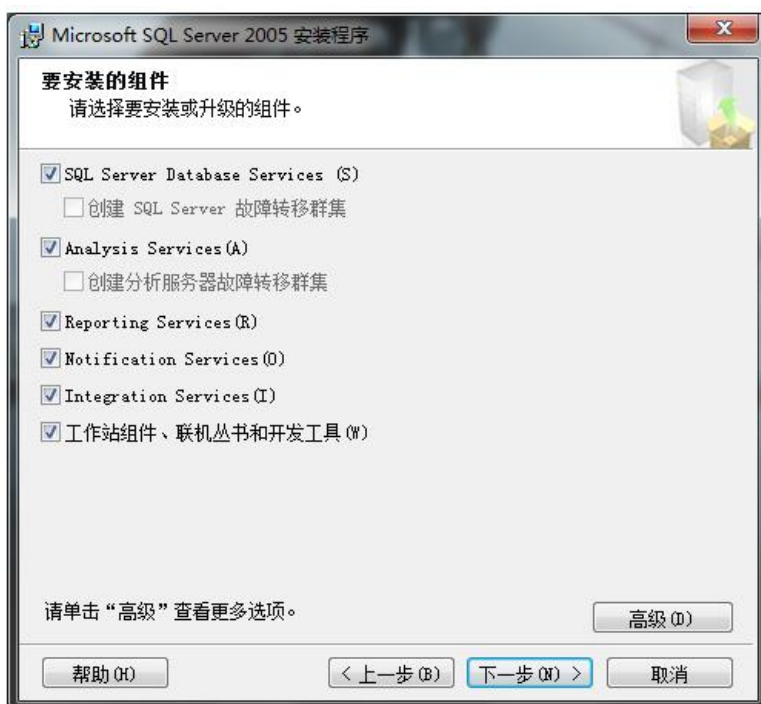 Microsoft SQL Server 2005 安装程序
要安装的组件
请选择要安装或升级的组件。
SQL Server Database Services (S)
创建 SQL Server 故障转移群集
Analysis Services(A)
创建分析服务器故障转移群集
Reporting Services(R)
Notification Services(O)
Integration Services(I)
工作站组件、联机丛书和开发工具(W)
请单击“高级”查看更多选项。
高级(D)
帮助(H)
< 上一步(B)
下一步(N) >
取消